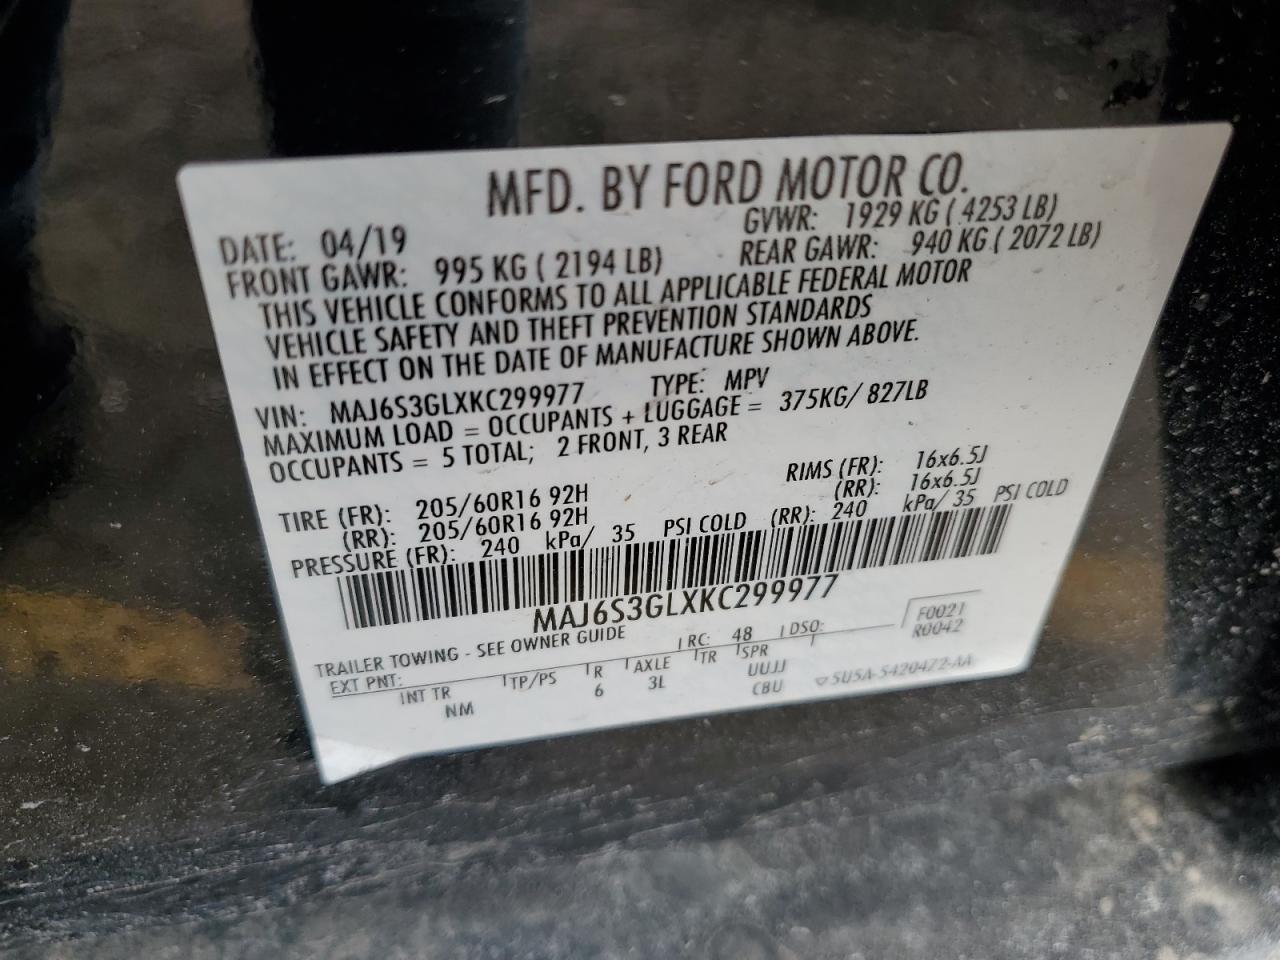 MFD. BY FORD MOTOR CO.
DATE: 04/19 GVWR: 1929 KG ( 4253 LB)
FRONT GAWR: 995 KG ( 2194 LB) REAR GAWR: 940 KG ( 2072 LB)
THIS VEHICLE CONFORMS TO ALL APPLICABLE FEDERAL MOTOR
VEHICLE SAFETY AND THEFT PREVENTION STANDARDS
IN EFFECT ON THE DATE OF MANUFACTURE SHOWN ABOVE.
VIN: MAJ6S3GLXKC299977 TYPE: MPV
MAXIMUM LOAD = OCCUPANTS + LUGGAGE = 375KG/ 827LB
OCCUPANTS = 5 TOTAL; 2 FRONT, 3 REAR
TIRE (FR): 205/60R16 92H RIMS (FR): 16x6.5J
(RR): 205/60R16 92H (RR): 16x6.5J
PRESSURE (FR): 240 kPa/ 35 PSI COLD (RR): 240 kPa/ 35 PSI COLD
MAJ6S3GLXKC299977
TRAILER TOWING - SEE OWNER GUIDE
EXT PNT: RC: 48 DSO: F0021
R0042
INT TR TP/PS R AXLE TR SPR
NM 6 3L UUJJ
CBU
5U5A-5420472-AA